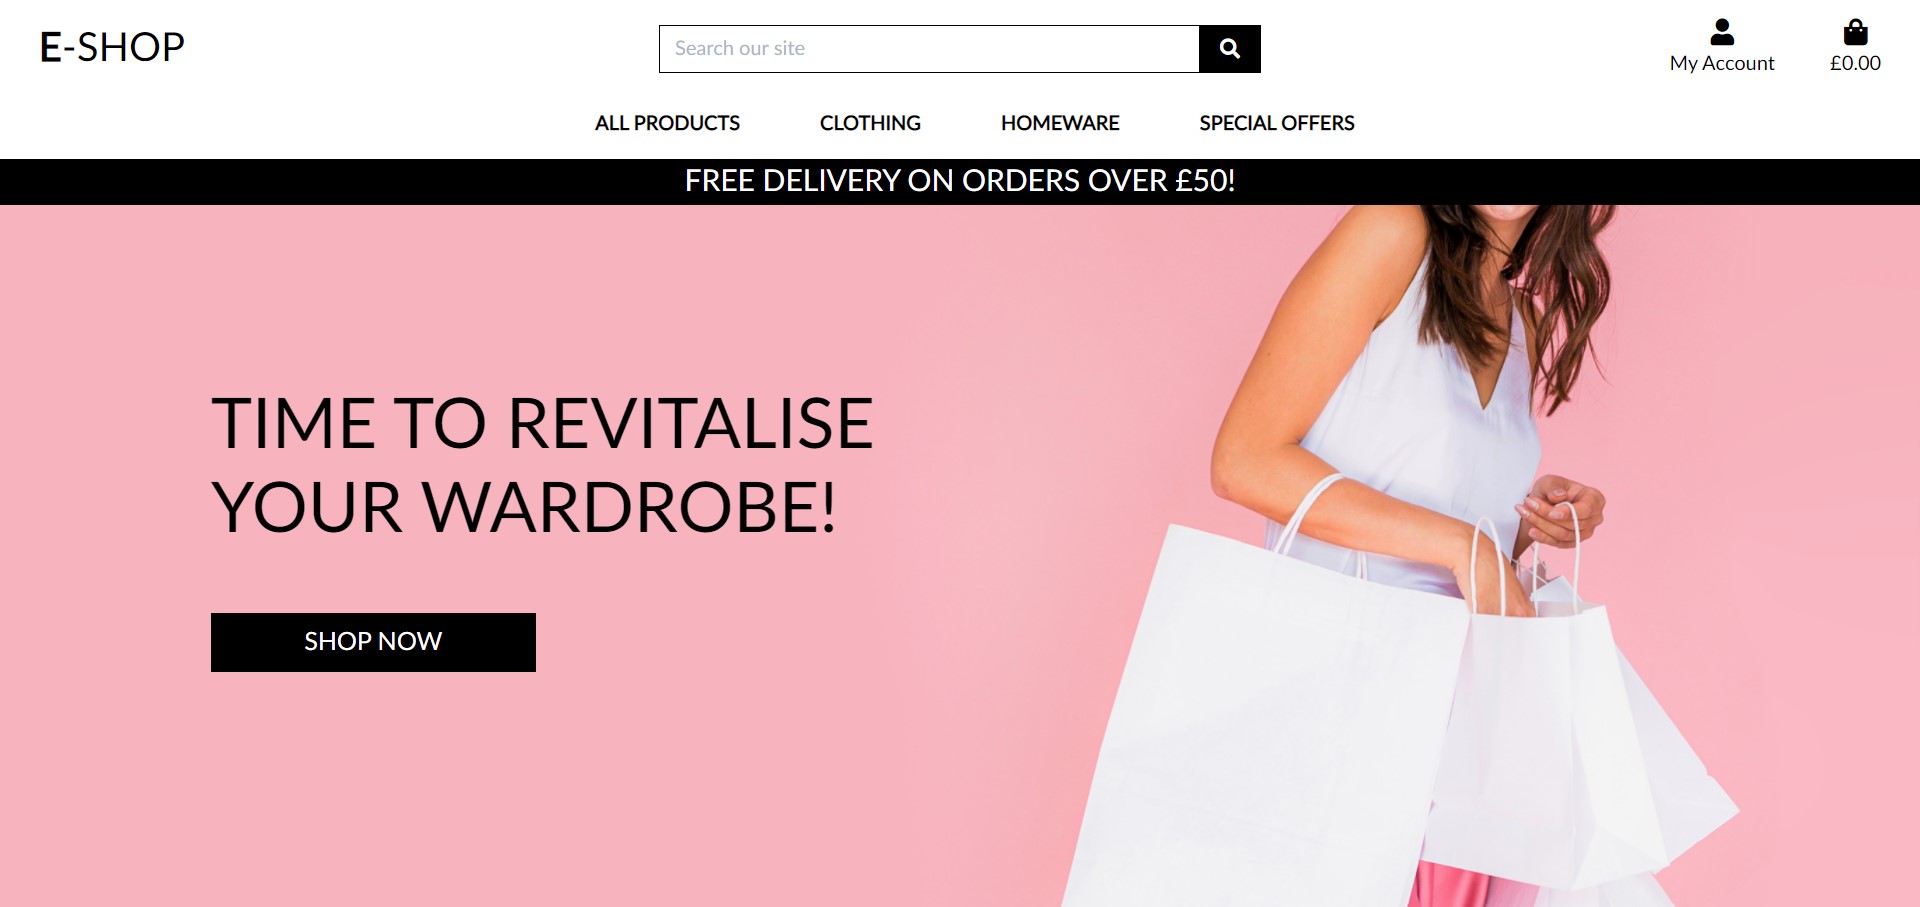 E-SHOP
Search our site
My Account
£0.00
ALL PRODUCTS
CLOTHING
HOMEWARE
SPECIAL OFFERS
FREE DELIVERY ON ORDERS OVER £50!
TIME TO REVITALISE
YOUR WARDROBE!
SHOP NOW